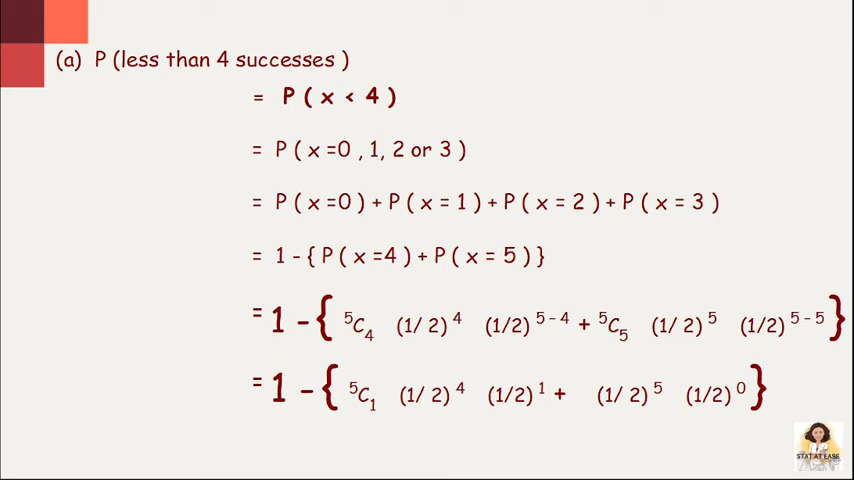 (a) P (less than 4 successes )
= P ( x < 4 )
= P ( x =0 , 1, 2 or 3 )
= P ( x =0 ) + P ( x = 1 ) + P ( x = 2 ) + P ( x = 3 )
= 1 - { P ( x =4 ) + P ( x = 5 ) }
= 1 – { ⁵C₄ (1/ 2) ⁴ (1/2) ⁵⁻⁴ + ⁵C₅ (1/ 2) ⁵ (1/2) ⁵⁻⁵ }
= 1 – { ⁵C₁ (1/ 2) ⁴ (1/2) ¹ + (1/ 2) ⁵ (1/2) ⁰ }
STAT AT EASE